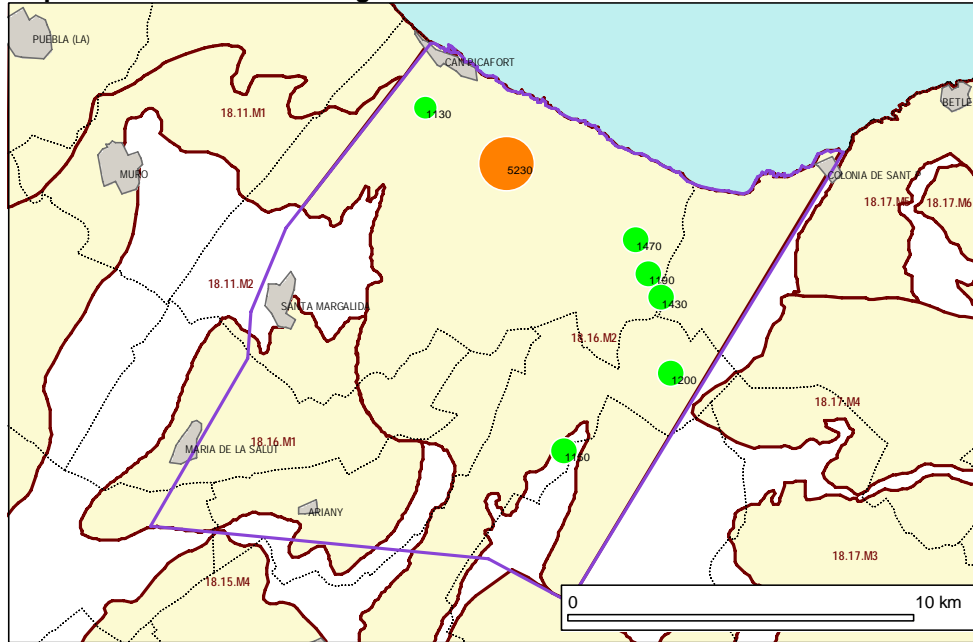 PUEBLA (LA)
CAN PICAFORT
BETLE
18.11.M1
1130
MURO
5230
COLONIA DE SANT P
18.17.M5
18.17.M6
1470
1190
18.11.M2
1430
SANTA MARGALIDA
18.16.M2
1200
18.17.M4
18.16.M1
MARIA DE LA SALUT
1160
ARIANY
18.17.M3
18.15.M4
0
10 km